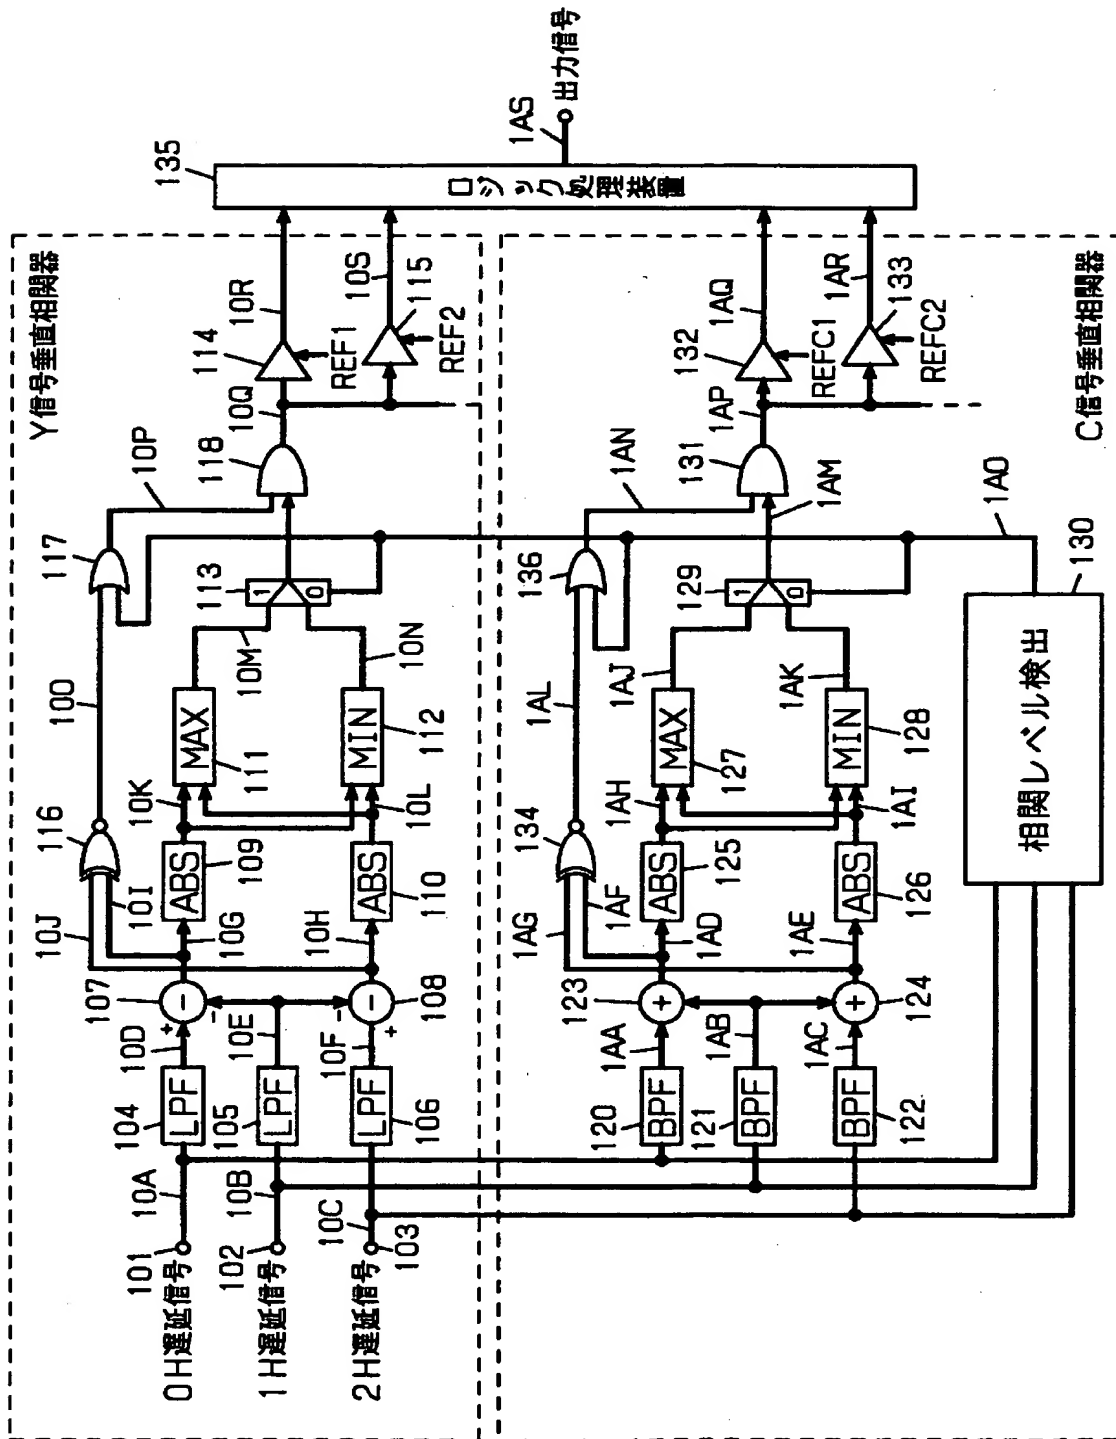 Y信号垂直相関器
0H遅延信号
101
10A
104
LPF
10D
+
107
-
-
10G
10J
10I
116
ABS
109
10K
MAX
111
10O
117
10P
10M
1
113
0
118
10Q
114
REF1
10R
1H遅延信号
102
10B
105
LPF
10E
2H遅延信号
103
10C
LPF
106
10F
-
+
-
108
10H
ABS
110
10L
MIN
112
10N
10S
115
REF2
135
ロジック処理装置
1AS
出力信号
C信号垂直相関器
120
BPF
1AA
123
+
1AD
1AG
1AF
134
ABS
125
1AH
MAX
127
1AL
1AJ
136
1AN
129
1
0
131
1AM
1AP
132
REFC1
1AQ
121
BPF
1AB
BPF
122
1AC
+
124
1AE
ABS
126
1AI
MIN
128
1AK
1AR
133
REFC2
1AO
130
相関レベル検出